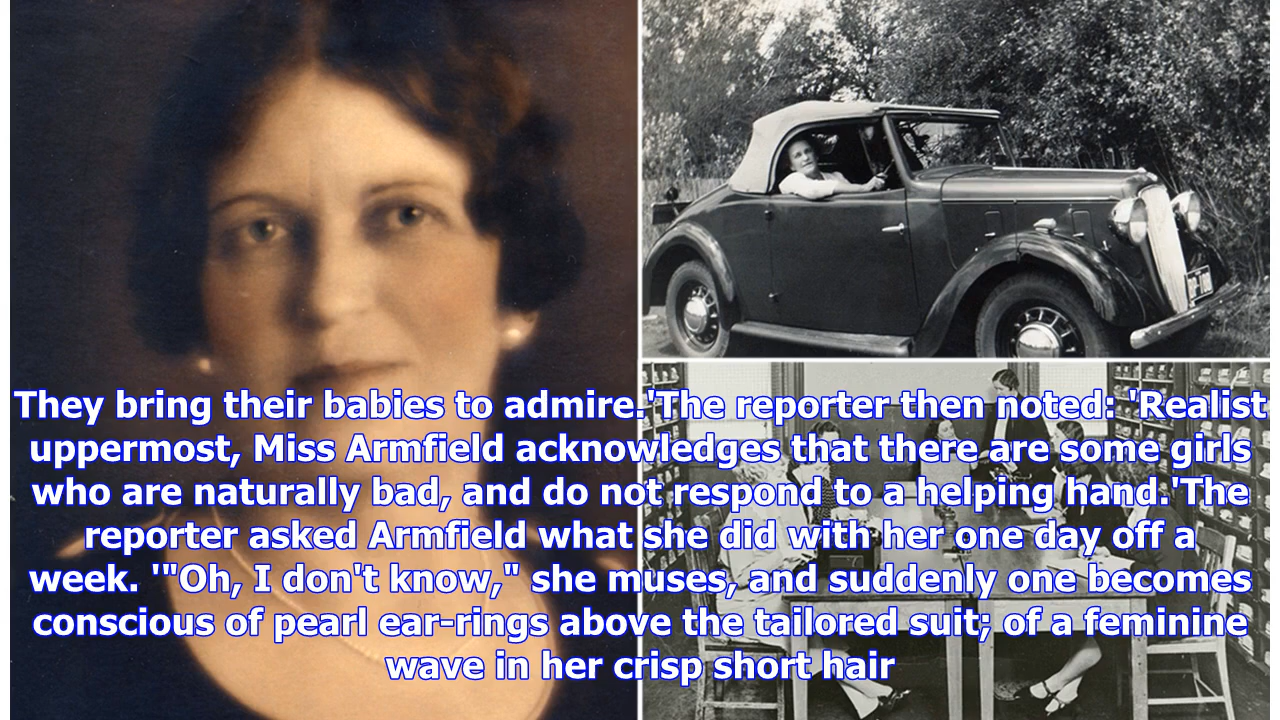 They bring their babies to admire.'The reporter then noted: 'Realist
uppermost, Miss Armfield acknowledges that there are some girls
who are naturally bad, and do not respond to a helping hand.'The
reporter asked Armfield what she did with her one day off a
week. '"Oh, I don't know," she muses, and suddenly one becomes
conscious of pearl ear-rings above the tailored suit; of a feminine
wave in her crisp short hair